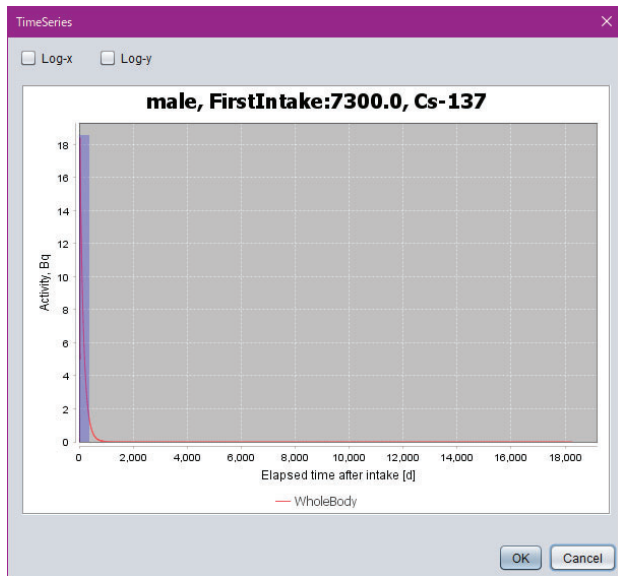 TimeSeries
Log-x Log-y
male, FirstIntake:7300.0, Cs-137
18
16
14
12
10
8
6
4
2
0
Activity, Bq
0 2,000 4,000 6,000 8,000 10,000 12,000 14,000 16,000 18,000
Elapsed time after intake [d]
WholeBody
OK Cancel